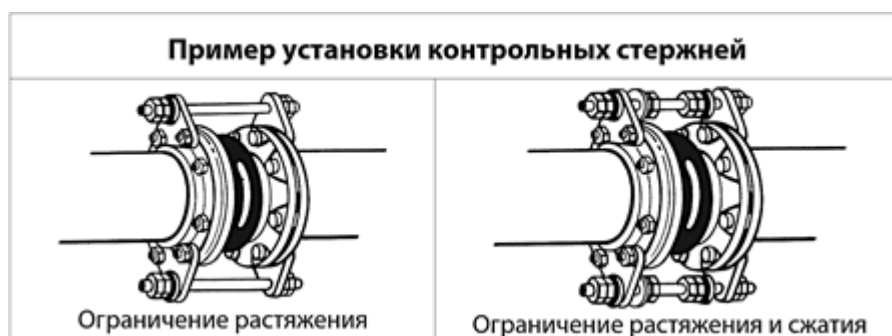 Пример установки контрольных стержней
Ограничение растяжения
Ограничение растяжения и сжатия